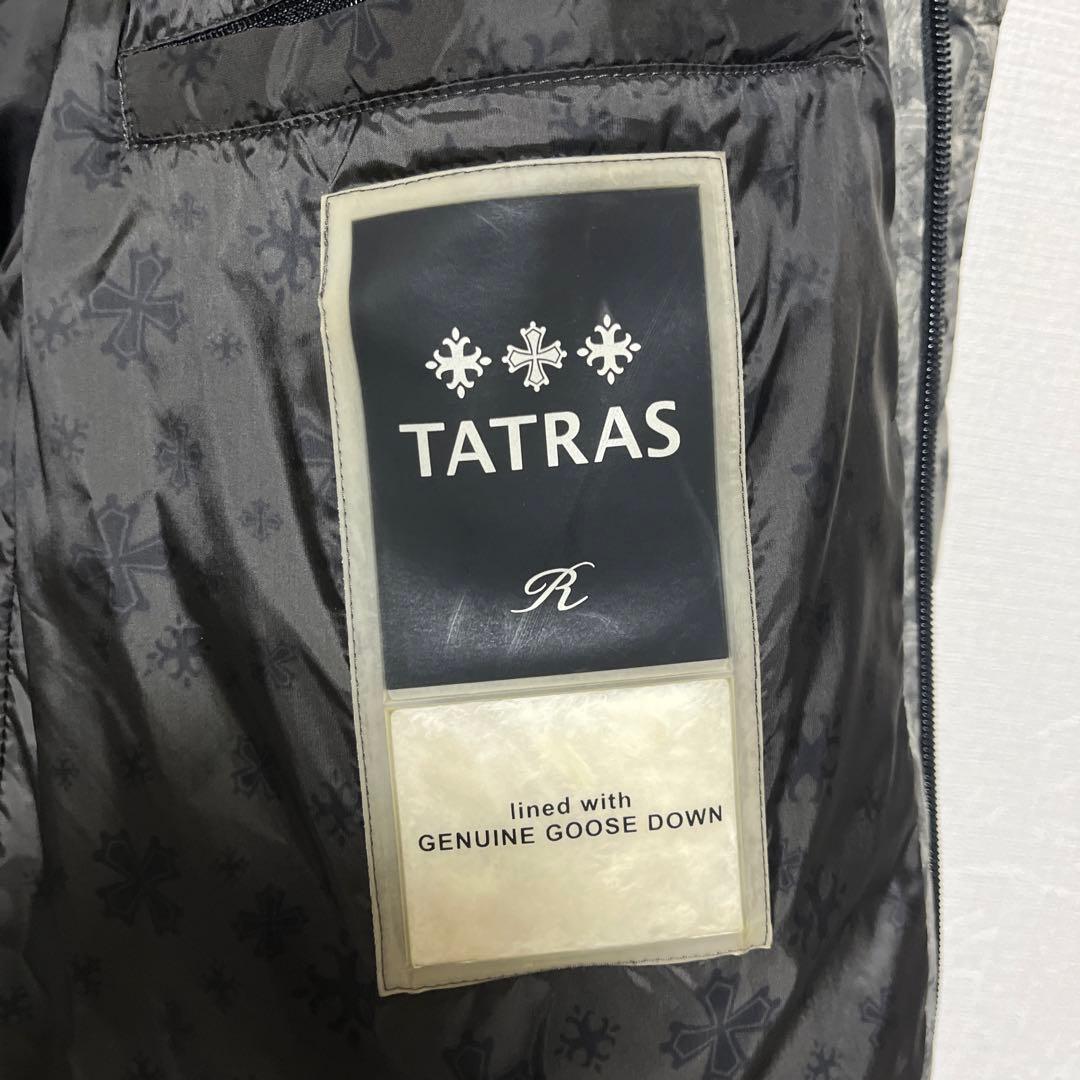 TATRAS
R
lined with
GENUINE GOOSE DOWN